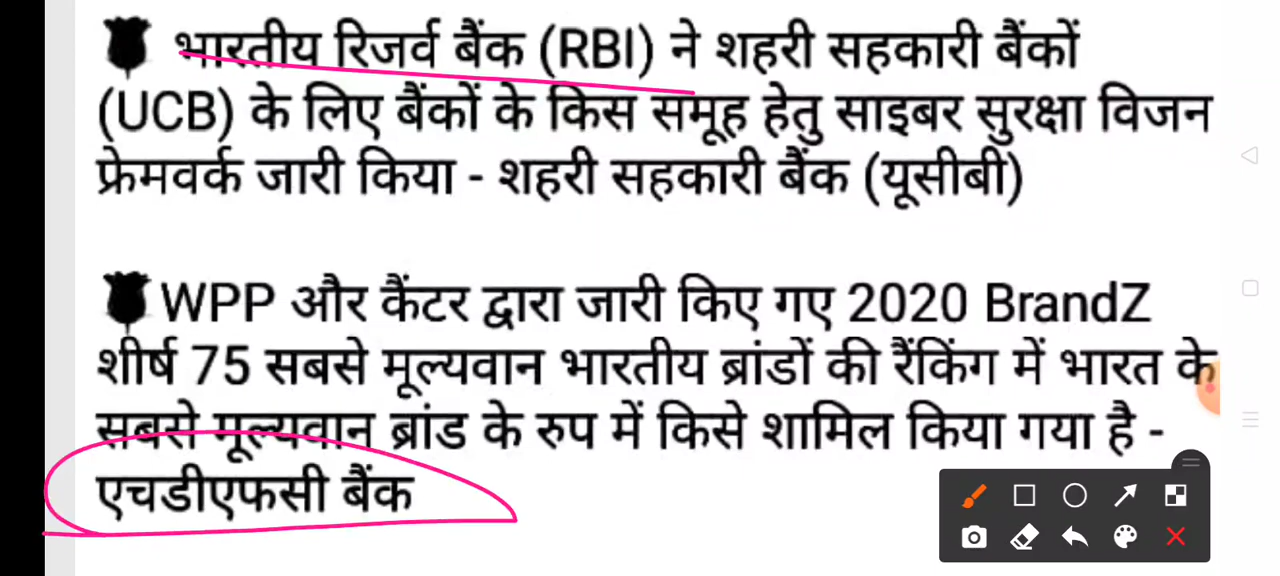 भारतीय रिजर्व बैंक (RBI) ने शहरी सहकारी बैंकों
(UCB) के लिए बैंकों के किस समूह हेतु साइबर सुरक्षा विजन
फ्रेमवर्क जारी किया - शहरी सहकारी बैंक (यूसीबी)
WPP और कैंटर द्वारा जारी किए गए 2020 BrandZ
शीर्ष 75 सबसे मूल्यवान भारतीय ब्रांडों की रैंकिंग में भारत के
सबसे मूल्यवान ब्रांड के रुप में किसे शामिल किया गया है -
एचडीएफसी बैंक